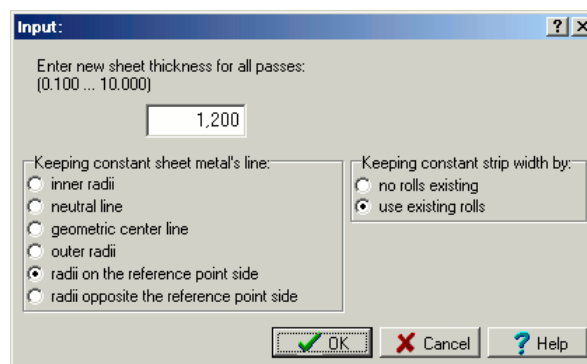 Input:
Enter new sheet thickness for all passes:
(0.100 ... 10.000)
1,200
Keeping constant sheet metal's line:
inner radii
neutral line
geometric center line
outer radii
radii on the reference point side
radii opposite the reference point side
Keeping constant strip width by:
no rolls existing
use existing rolls
OK
Cancel
? Help